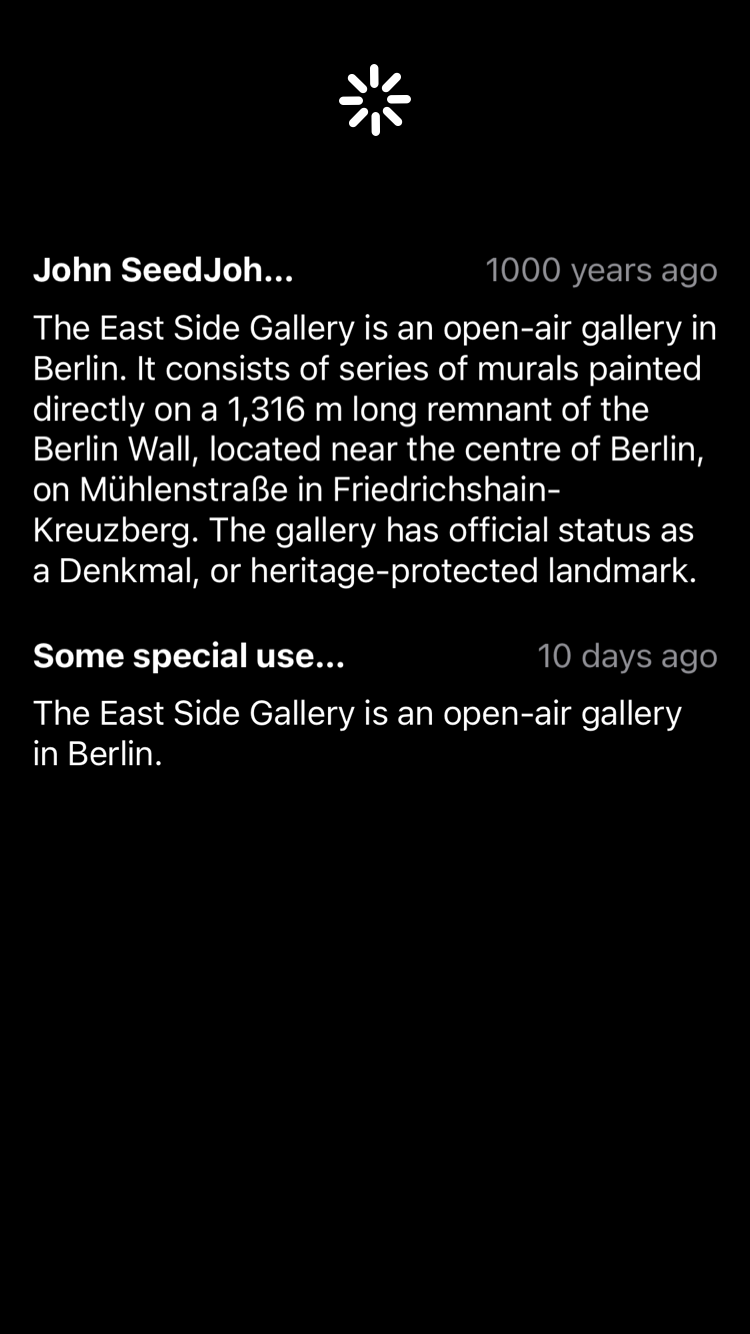 John SeedJoh...
1000 years ago
The East Side Gallery is an open-air gallery in
Berlin. It consists of series of murals painted
directly on a 1,316 m long remnant of the
Berlin Wall, located near the centre of Berlin,
on Mühlenstraße in Friedrichshain-
Kreuzberg. The gallery has official status as
a Denkmal, or heritage-protected landmark.
Some special use...
10 days ago
The East Side Gallery is an open-air gallery
in Berlin.